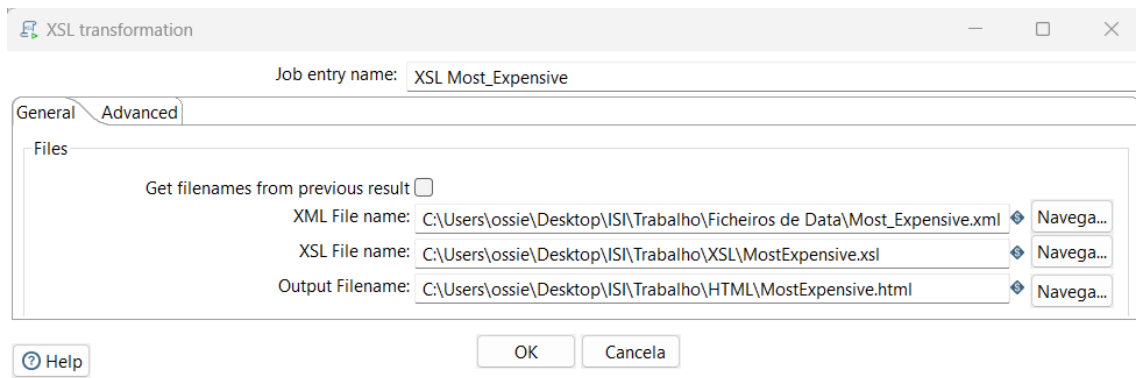 XSL transformation
Job entry name: XSL Most_Expensive
General Advanced
Files
Get filenames from previous result
XML File name: C:\Users\ossie\Desktop\ISI\Trabalho\Ficheiros de Data\Most_Expensive.xml Navega...
XSL File name: C:\Users\ossie\Desktop\ISI\Trabalho\XSL\MostExpensive.xsl Navega...
Output Filename: C:\Users\ossie\Desktop\ISI\Trabalho\HTML\MostExpensive.html Navega...
Help OK Cancela